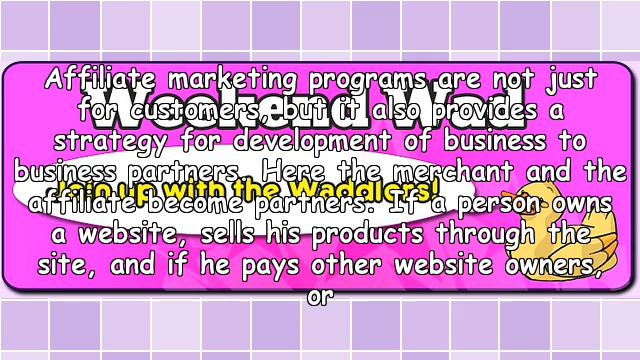 Affiliate marketing programs are not just
for customers, but it also provides a
strategy for development of business to
business partners. Here the merchant and the
affiliate become partners. If a person owns
a website, sells his products through the
site, and if he pays other website owners,
or
Weekend Wad
Join up with the Waddlers!